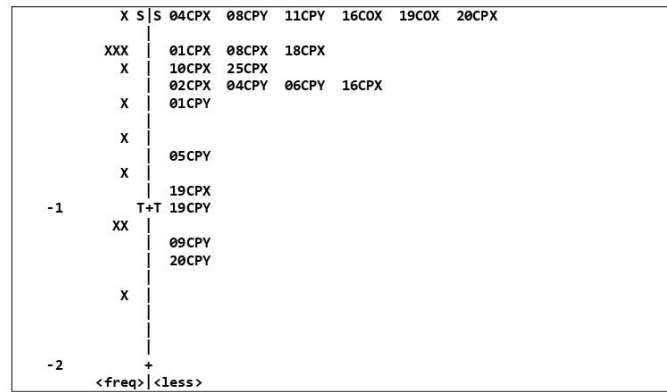 X S|S 04CPX 08CPY 11CPY 16COX 19COX 20CPX
|
XXX | 01CPX 08CPX 18CPX
X | 10CPX 25CPX
| 02CPX 04CPY 06CPY 16CPX
X | 01CPY
|
X |
| 05CPY
X |
| 19CPX
-1 T+T 19CPY
XX |
| 09CPY
| 20CPY
|
X |
|
|
|
-2 +
<freq>|<less>